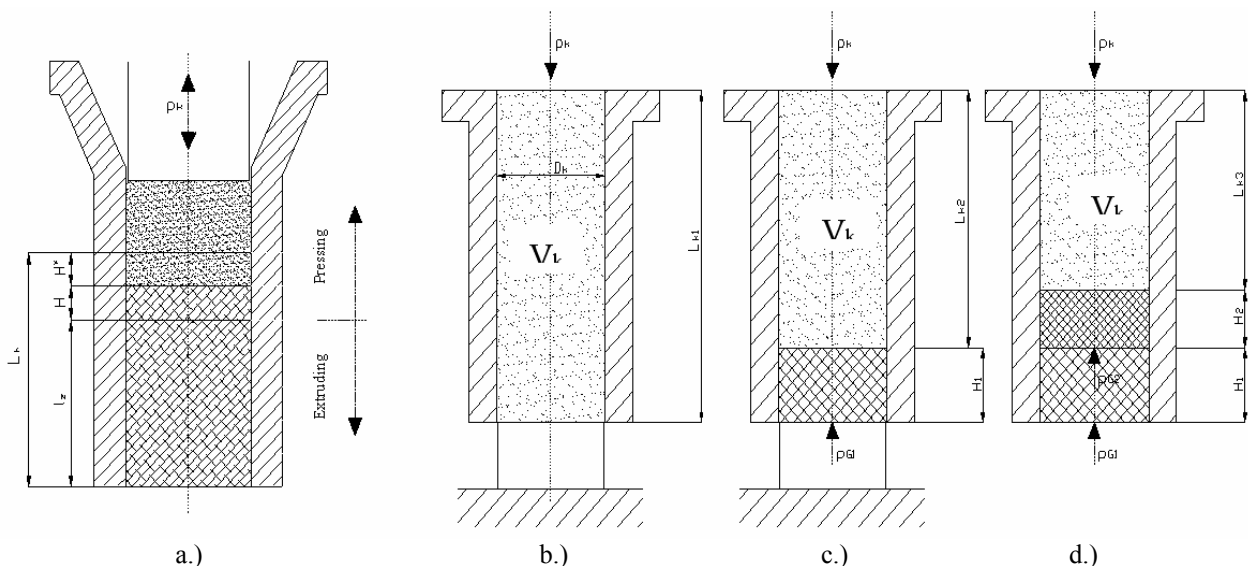 pk
H*
H
Lk
lz
Pressing
Extruding
a.)
pk
Dk
Vk
Lk1
b.)
pk
Vk
Lk2
H1
pG1
c.)
pk
Vk
Lk3
H2
pG2
H1
pG1
d.)